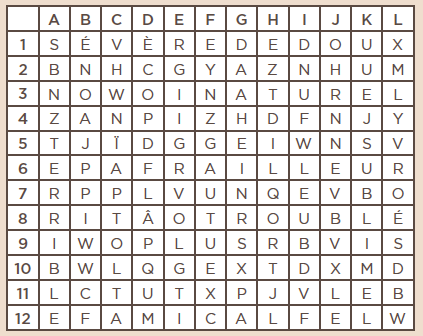 A B C D E F G H I J K L
1 S É V È R E D E D O U X
2 B N H C G Y A Z N H U M
3 N O W O I N A T U R E L
4 Z A N P I Z H D F N J Y
5 T J Ï D G G E I W N S V
6 E P A F R A I L L E U R
7 R P P L V U N Q E V B O
8 R I T Â O T R O U B L É
9 I W O P L U S R B V I S
10 B W L Q G E X T D X M D
11 L C T U T X P J V L E B
12 E F A M I C A L F E L W